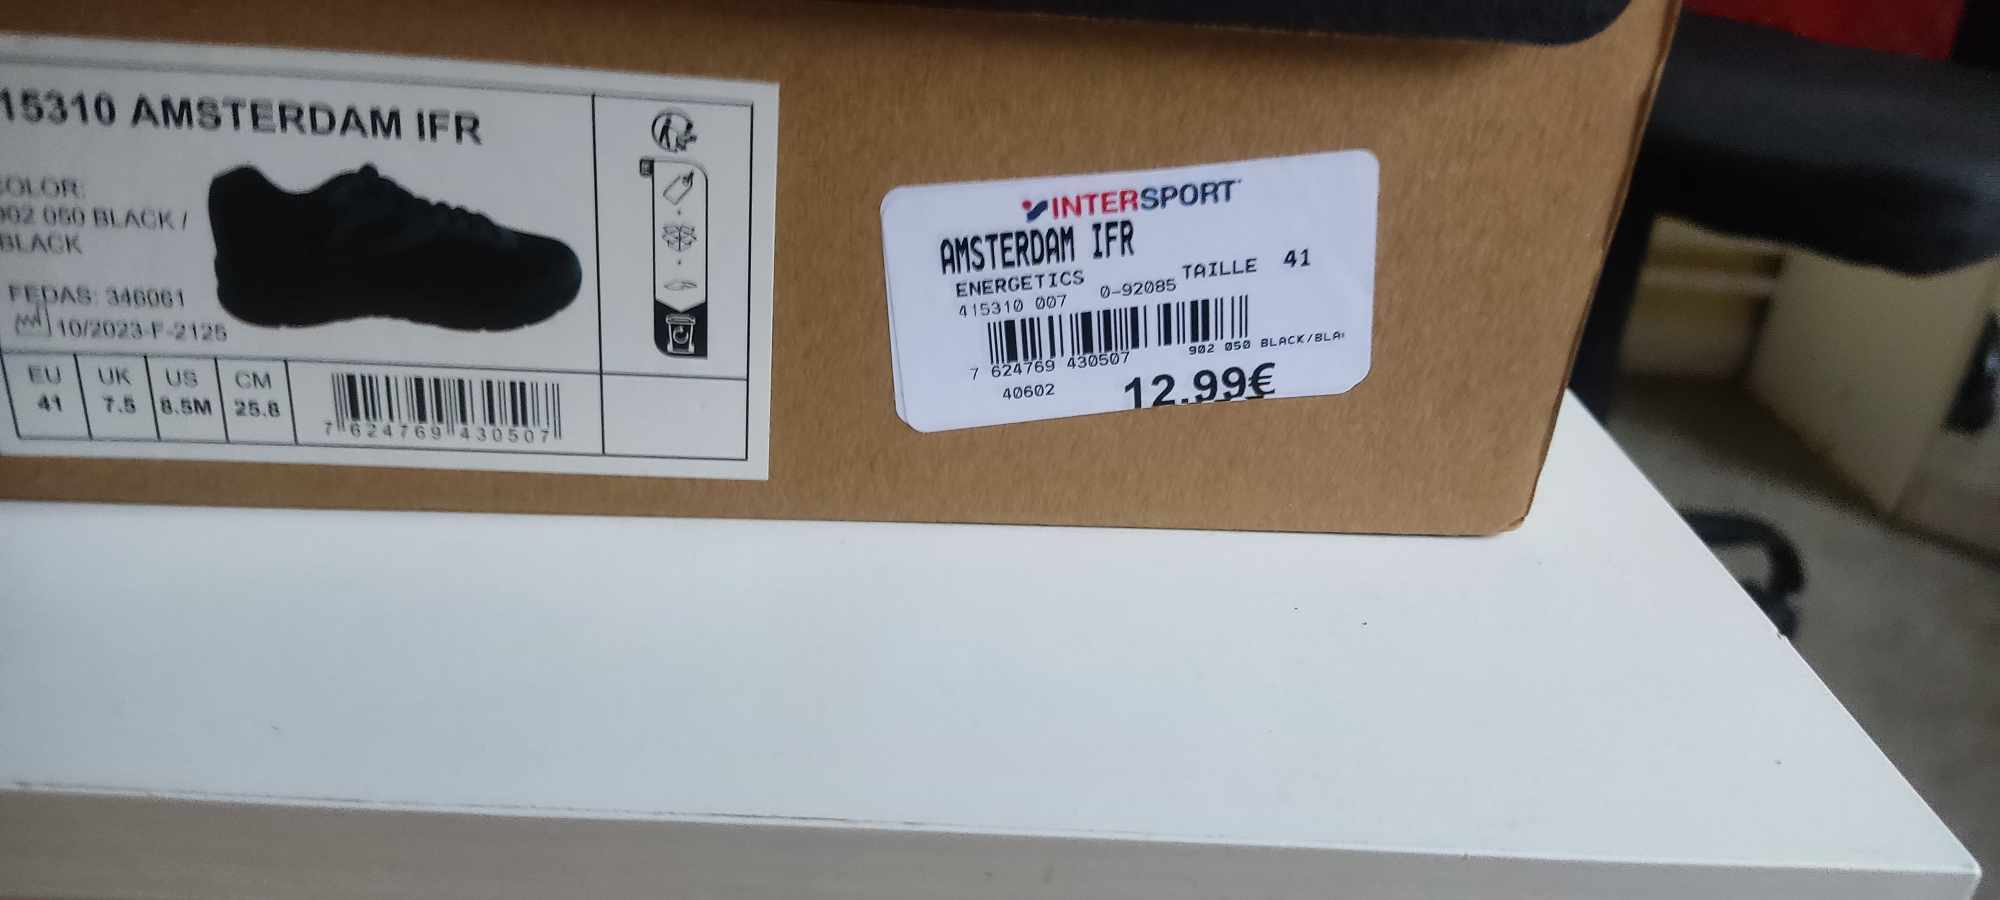 15310 AMSTERDAM IFR
COLOR:
902 050 BLACK /
BLACK
FEDAS: 346061
10/2023-F-2125
EU UK US CM
41 7.5 8.5M 25.8
7 624769 430507
INTERSPORT
AMSTERDAM IFR
ENERGETICS
415310 007 0-92085 TAILLE 41
7 624769 430507
902 050 BLACK/BLA
40602
12.99€